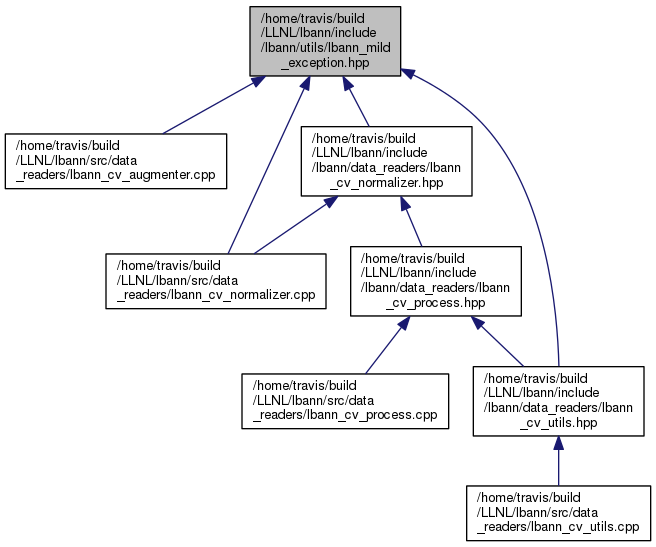 /home/travis/build
/LLNL/lbann/include
/lbann/utils/lbann_mild
_exception.hpp
/home/travis/build
/LLNL/lbann/src/data
_readers/lbann_cv_augmenter.cpp
/home/travis/build
/LLNL/lbann/include
/lbann/data_readers/lbann
_cv_normalizer.hpp
/home/travis/build
/LLNL/lbann/src/data
_readers/lbann_cv_normalizer.cpp
/home/travis/build
/LLNL/lbann/include
/lbann/data_readers/lbann
_cv_process.hpp
/home/travis/build
/LLNL/lbann/src/data
_readers/lbann_cv_process.cpp
/home/travis/build
/LLNL/lbann/include
/lbann/data_readers/lbann
_cv_utils.hpp
/home/travis/build
/LLNL/lbann/src/data
_readers/lbann_cv_utils.cpp